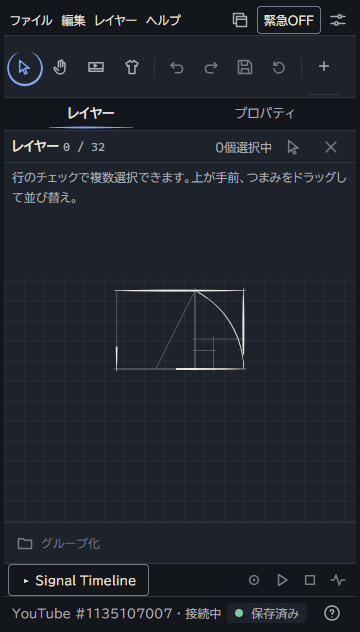 ファイル 編集 レイヤー ヘルプ 緊急OFF
レイヤー プロパティ
レイヤー 0 / 32 0個選択中
行のチェックで複数選択できます。上が手前、つまみをドラッグし
て並び替え。
グループ化
▸ Signal Timeline
YouTube #1135107007・接続中 保存済み